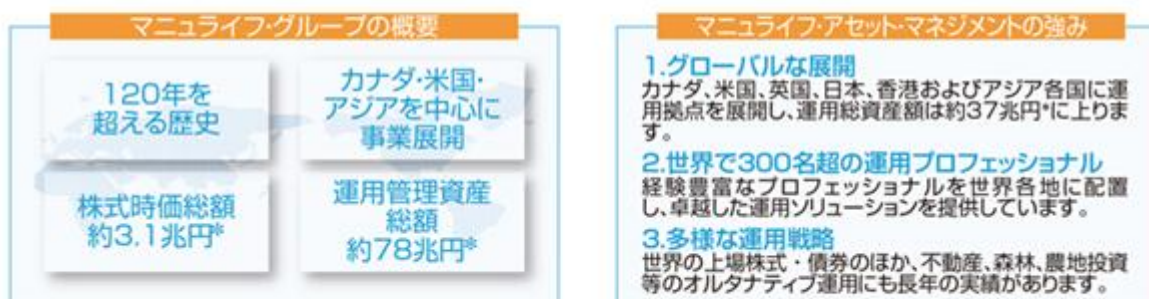 マニュライフ・グループの概要
120年を
超える歴史
カナダ・米国・
アジアを中心に
事業展開
株式時価総額
約3.1兆円*
運用管理資産
総額
約78兆円*
マニュライフ・アセット・マネジメントの強み
1.グローバルな展開
カナダ、米国、英国、日本、香港およびアジア各国に運
用拠点を展開し、運用総資産額は約37兆円*に上りま
す。
2.世界で300名超の運用プロフェッショナル
経験豊富なプロフェッショナルを世界各地に配置
し、卓越した運用ソリューションを提供しています。
3.多様な運用戦略
世界の上場株式・債券のほか、不動産、森林、農地投資
等のオルタナティブ運用にも長年の実績があります。